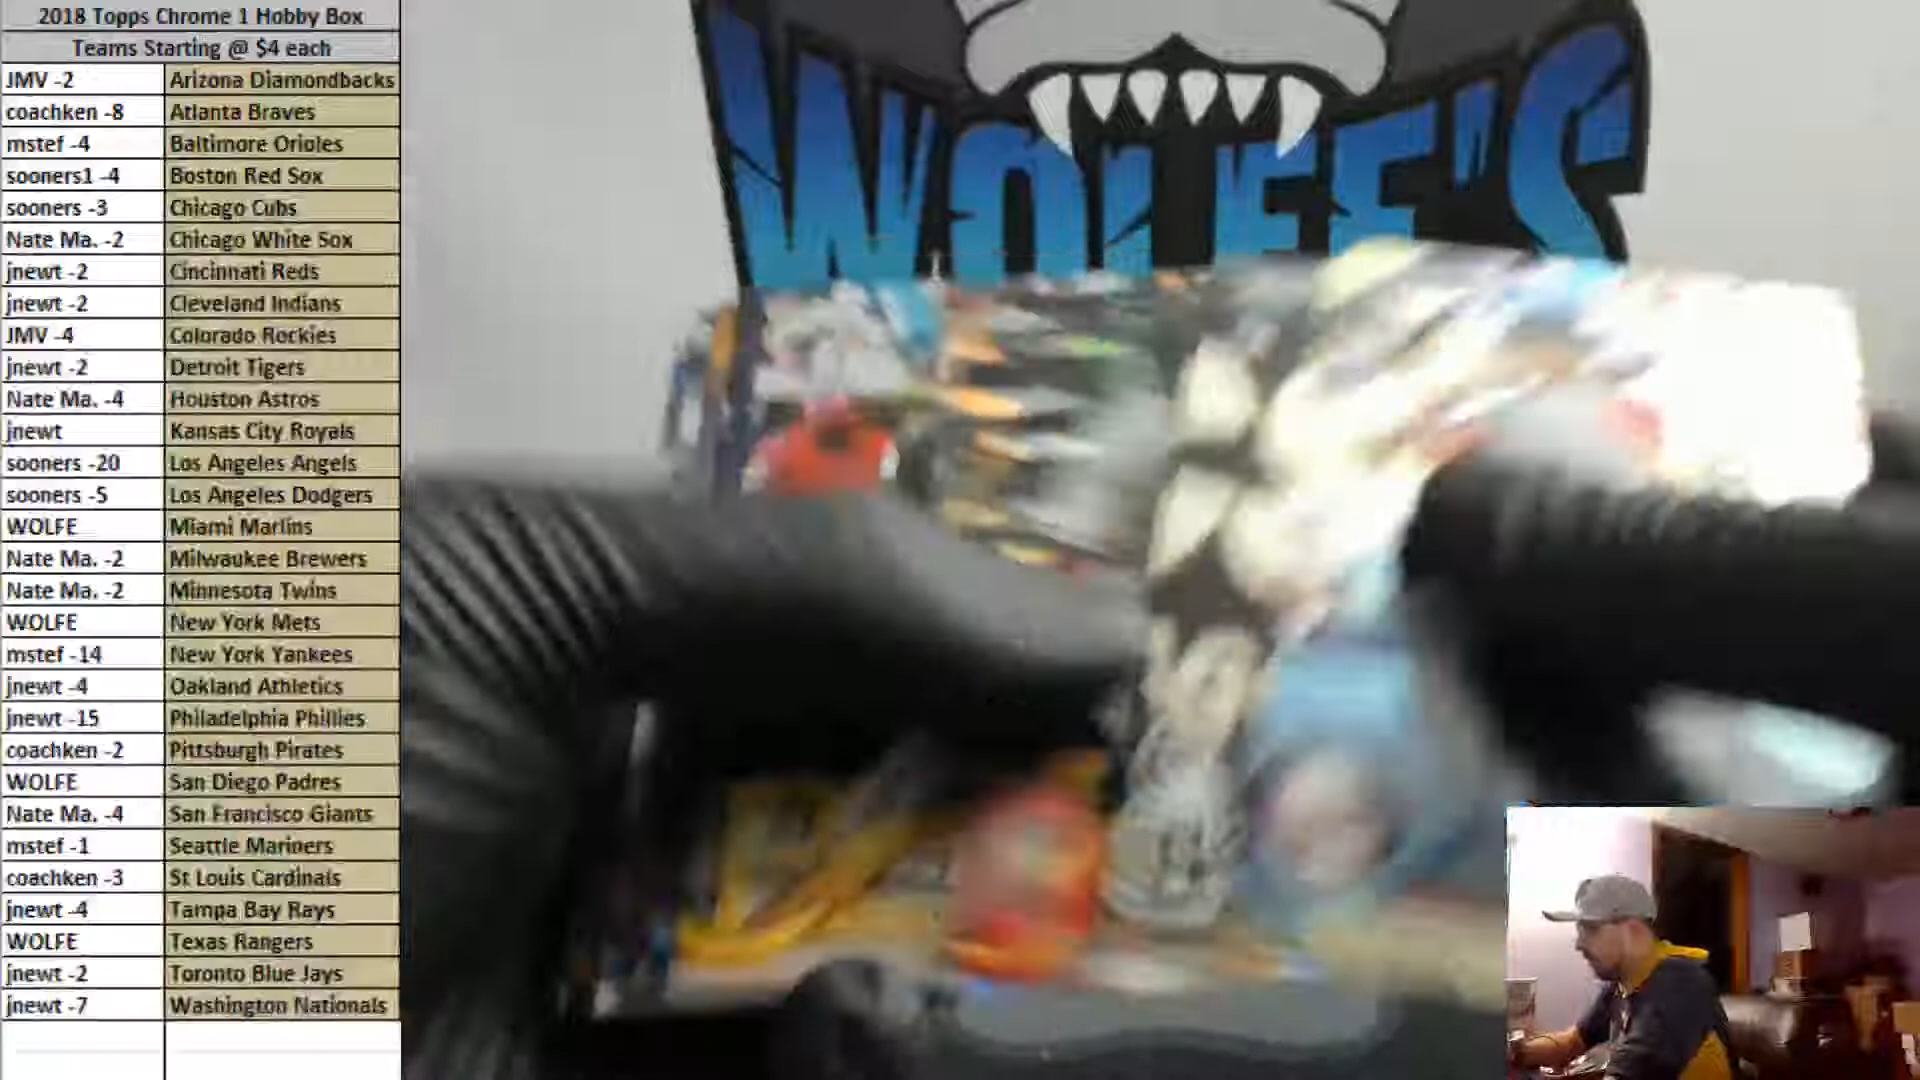 2018 Topps Chrome 1 Hobby Box
Teams Starting @ $4 each
JMV -2 Arizona Diamondbacks
coachken -8 Atlanta Braves
mstef -4 Baltimore Orioles
sooners1 -4 Boston Red Sox
sooners -3 Chicago Cubs
Nate Ma. -2 Chicago White Sox
jnewt -2 Cincinnati Reds
jnewt -2 Cleveland Indians
JMV -4 Colorado Rockies
jnewt -2 Detroit Tigers
Nate Ma. -4 Houston Astros
jnewt Kansas City Royals
sooners -20 Los Angeles Angels
sooners -5 Los Angeles Dodgers
WOLFE Miami Marlins
Nate Ma. -2 Milwaukee Brewers
Nate Ma. -2 Minnesota Twins
WOLFE New York Mets
mstef -14 New York Yankees
jnewt -4 Oakland Athletics
jnewt -15 Philadelphia Phillies
coachken -2 Pittsburgh Pirates
WOLFE San Diego Padres
Nate Ma. -4 San Francisco Giants
mstef -1 Seattle Mariners
coachken -3 St Louis Cardinals
jnewt -4 Tampa Bay Rays
WOLFE Texas Rangers
jnewt -2 Toronto Blue Jays
jnewt -7 Washington Nationals
WOLFE'S